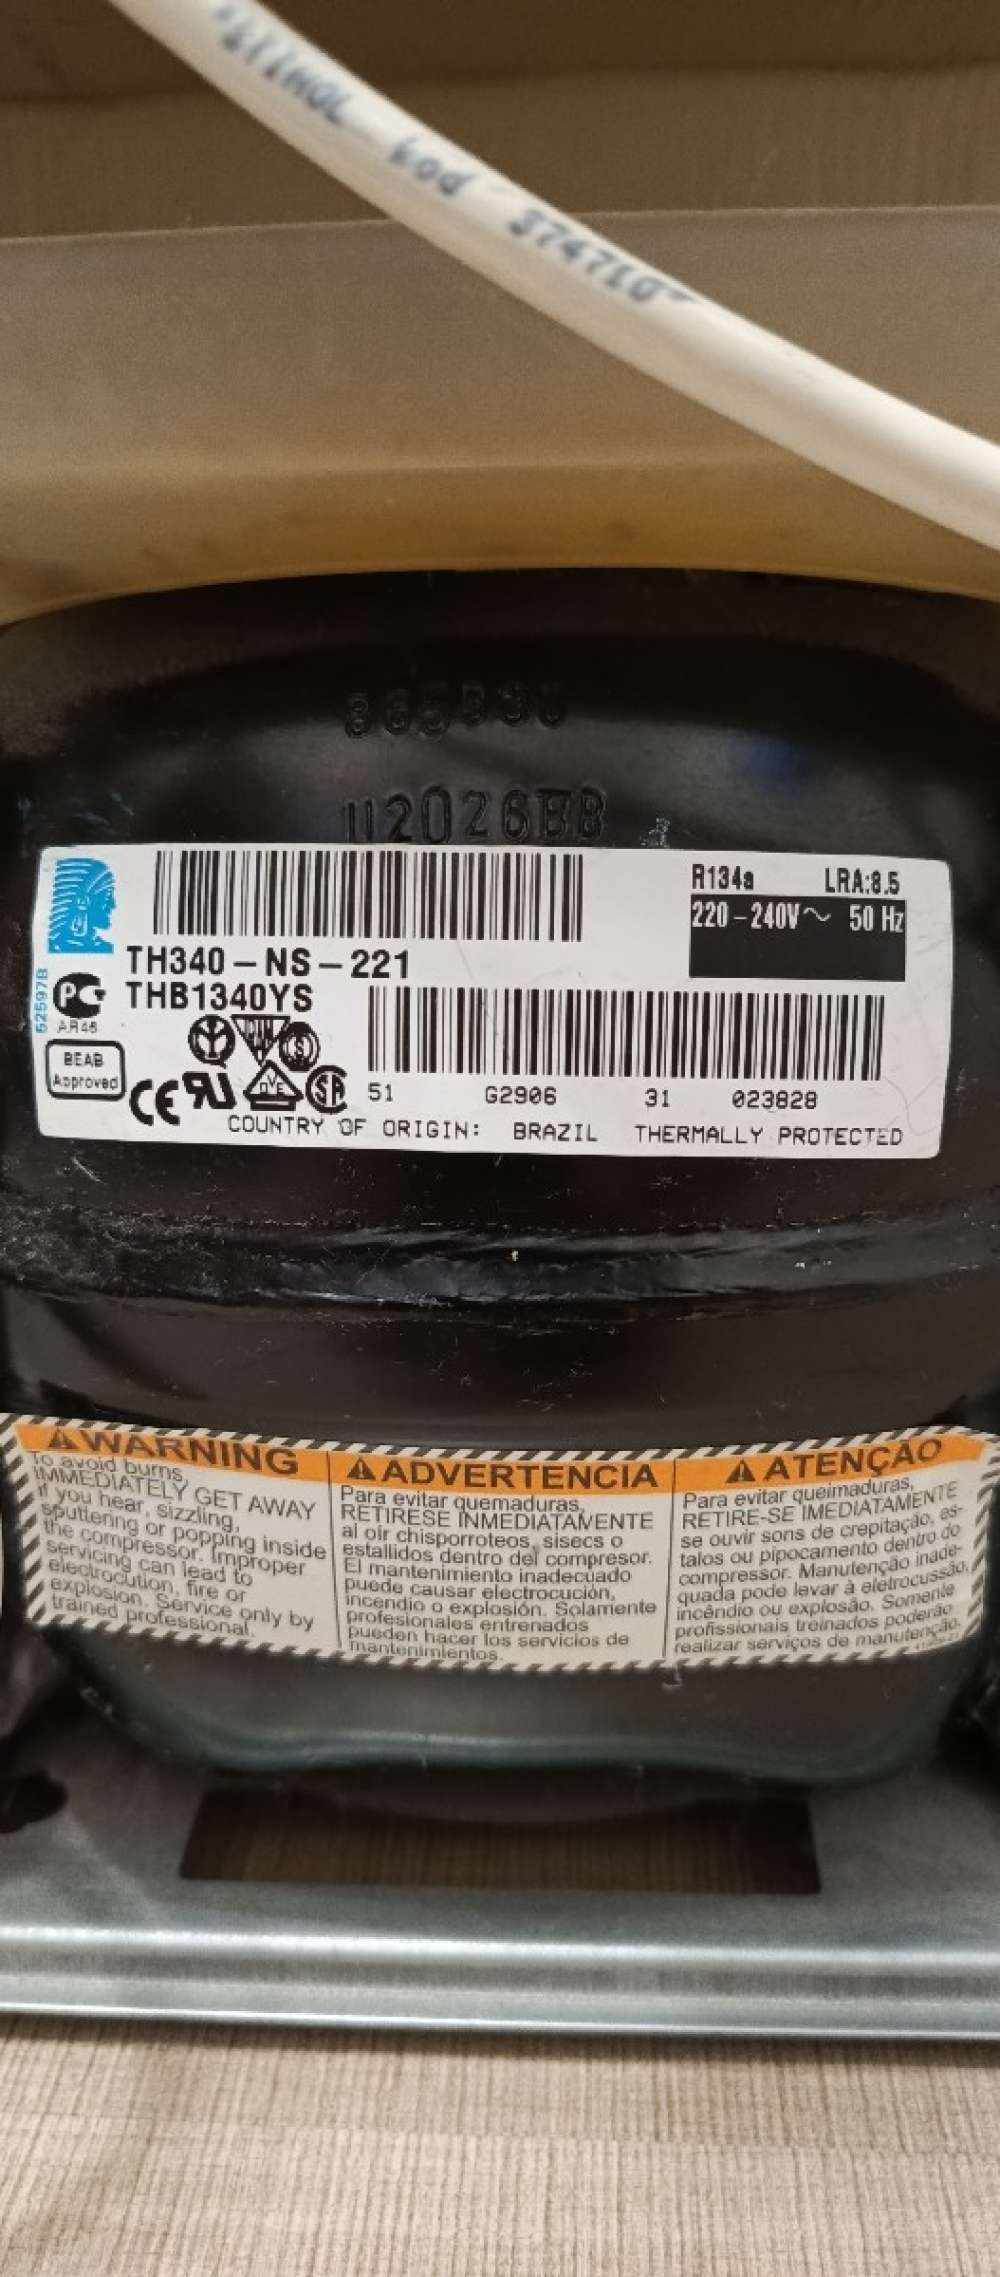 374710
112026BB
R134a LRA:8.5
220-240V~ 50 Hz
TH340-NS-221
THB1340YS
62597B
PC
AR46
BEAB
Approved
CE
51 G2906 31 023828
COUNTRY OF ORIGIN: BRAZIL THERMALLY PROTECTED
WARNING
To avoid burns,
IMMEDIATELY GET AWAY
if you hear, sizzling,
sputtering or popping inside
the compressor. Improper
servicing can lead to
electrocution, fire or
explosion. Service only by
trained professional.
ADVERTENCIA
Para evitar quemaduras,
RETIRESE INMEDIATAMENTE
al oir chisporroteos, sisecs o
estallidos dentro del compresor.
El mantenimiento inadecuado
puede causar electrocución,
incendio o explosión. Solamente
profesionales entrenados
pueden hacer los servicios de
mantenimientos.
ATENÇÃO
Para evitar queimaduras,
RETIRE-SE IMEDIATAMENTE
se ouvir sons de crepitação, es-
talos ou pipocamento dentro do
compressor. Manutenção inade-
quada pode levar à eletrocussão,
incêndio ou explosão. Somente
profissionais treinados poderão
realizar serviços de manutenção.